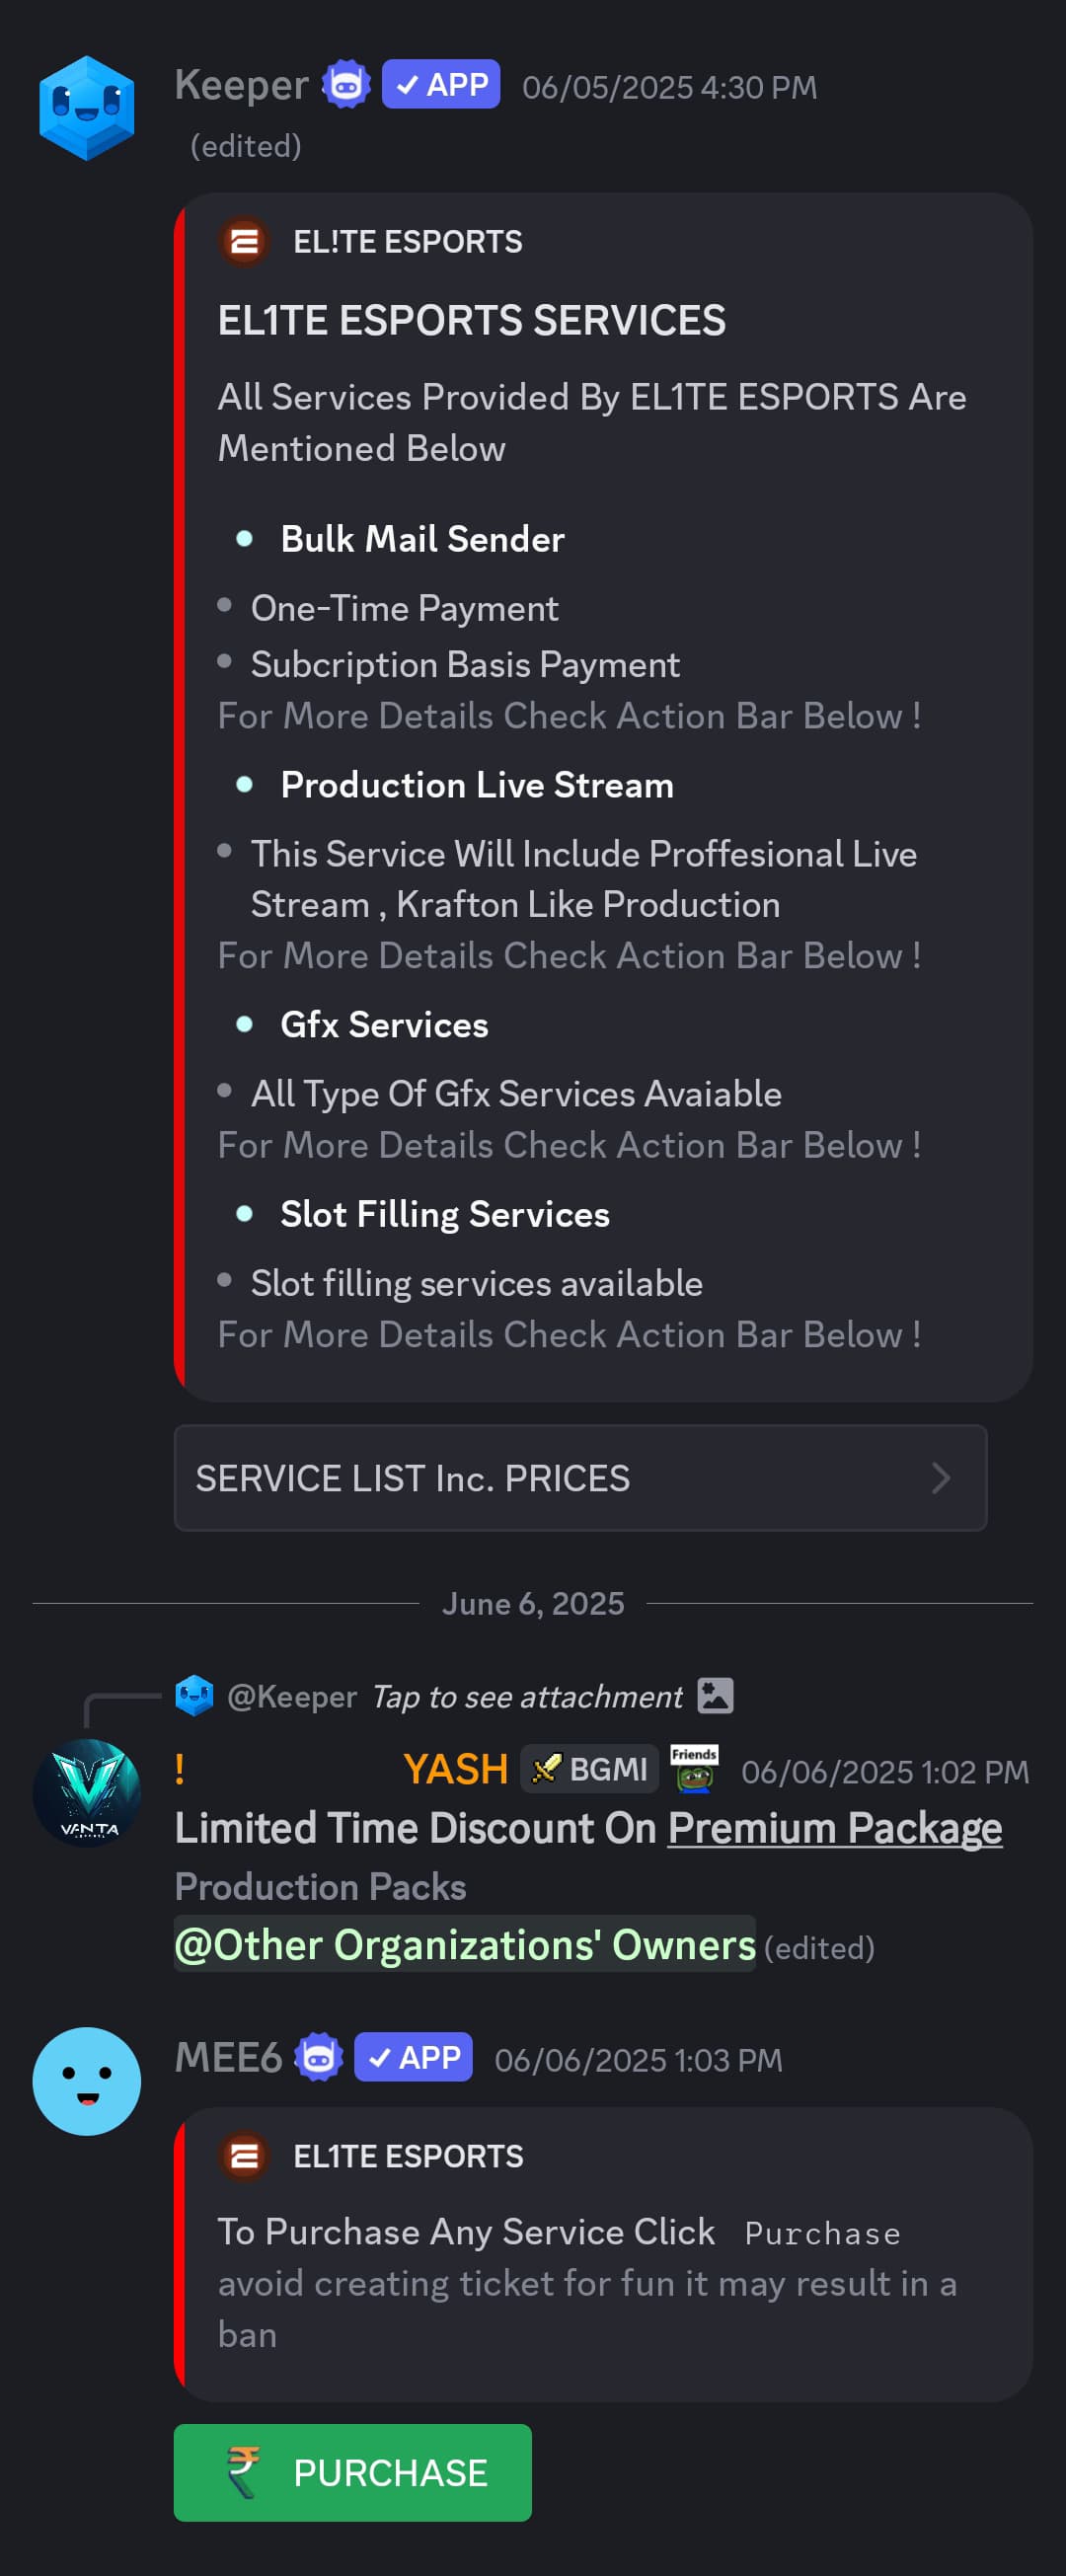 Keeper ✓ APP 06/05/2025 4:30 PM
(edited)
EL!TE ESPORTS
EL1TE ESPORTS SERVICES
All Services Provided By EL1TE ESPORTS Are
Mentioned Below
Bulk Mail Sender
One-Time Payment
Subcription Basis Payment
For More Details Check Action Bar Below !
Production Live Stream
This Service Will Include Proffesional Live
Stream , Krafton Like Production
For More Details Check Action Bar Below !
Gfx Services
All Type Of Gfx Services Avaiable
For More Details Check Action Bar Below !
Slot Filling Services
Slot filling services available
For More Details Check Action Bar Below !
SERVICE LIST Inc. PRICES
June 6, 2025
@Keeper Tap to see attachment
! YASH BGMI Friends 06/06/2025 1:02 PM
VANTA
Limited Time Discount On Premium Package
Production Packs
@Other Organizations' Owners (edited)
MEE6 ✓ APP 06/06/2025 1:03 PM
EL1TE ESPORTS
To Purchase Any Service Click Purchase
avoid creating ticket for fun it may result in a
ban
₹ PURCHASE